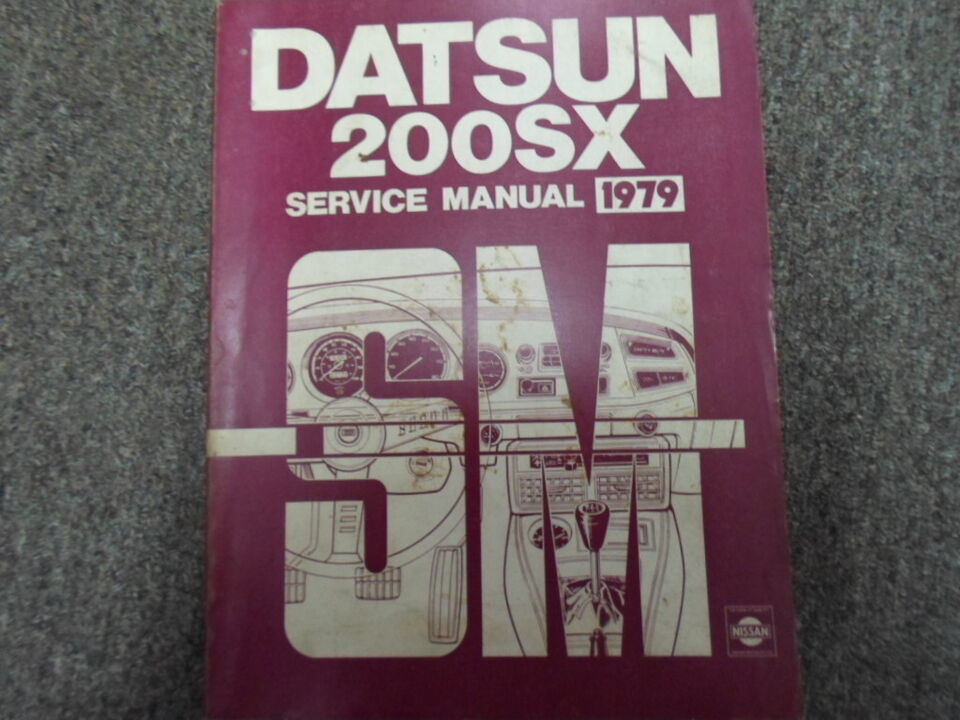 DATSUN
200SX
SERVICE MANUAL 1979
SM
NISSAN